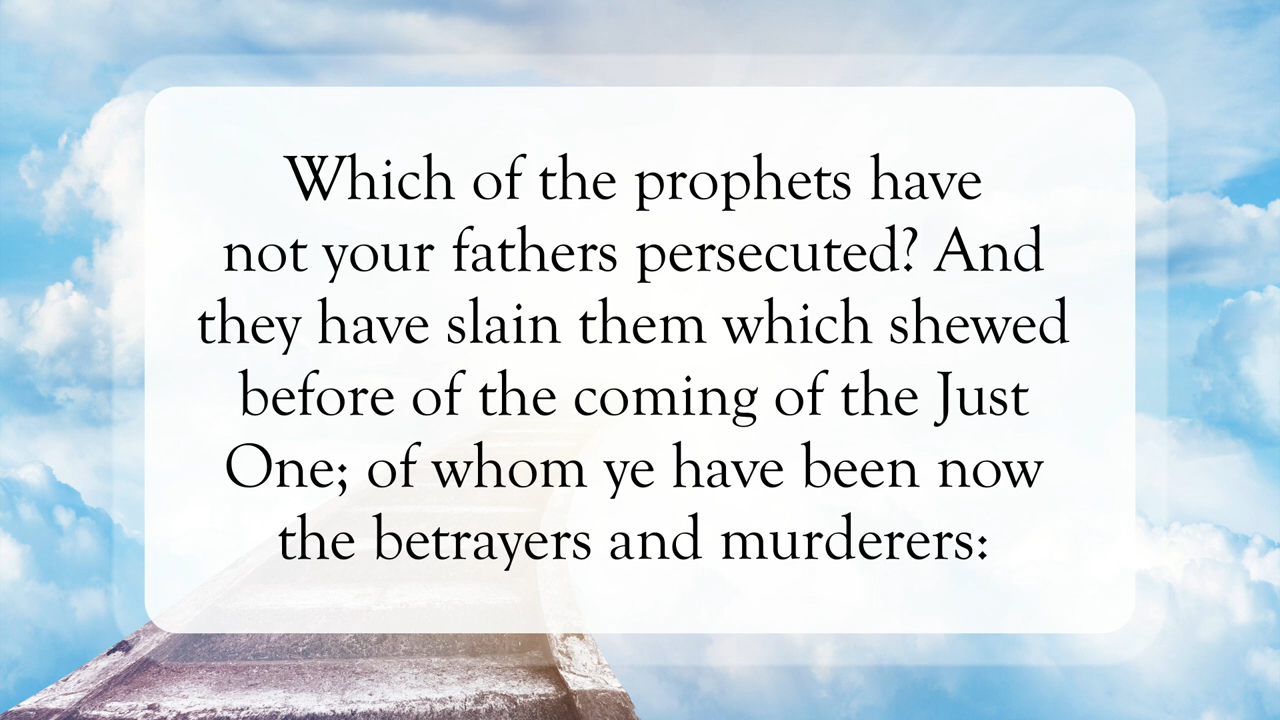 Which of the prophets have
not your fathers persecuted? And
they have slain them which shewed
before of the coming of the Just
One; of whom ye have been now
the betrayers and murderers: